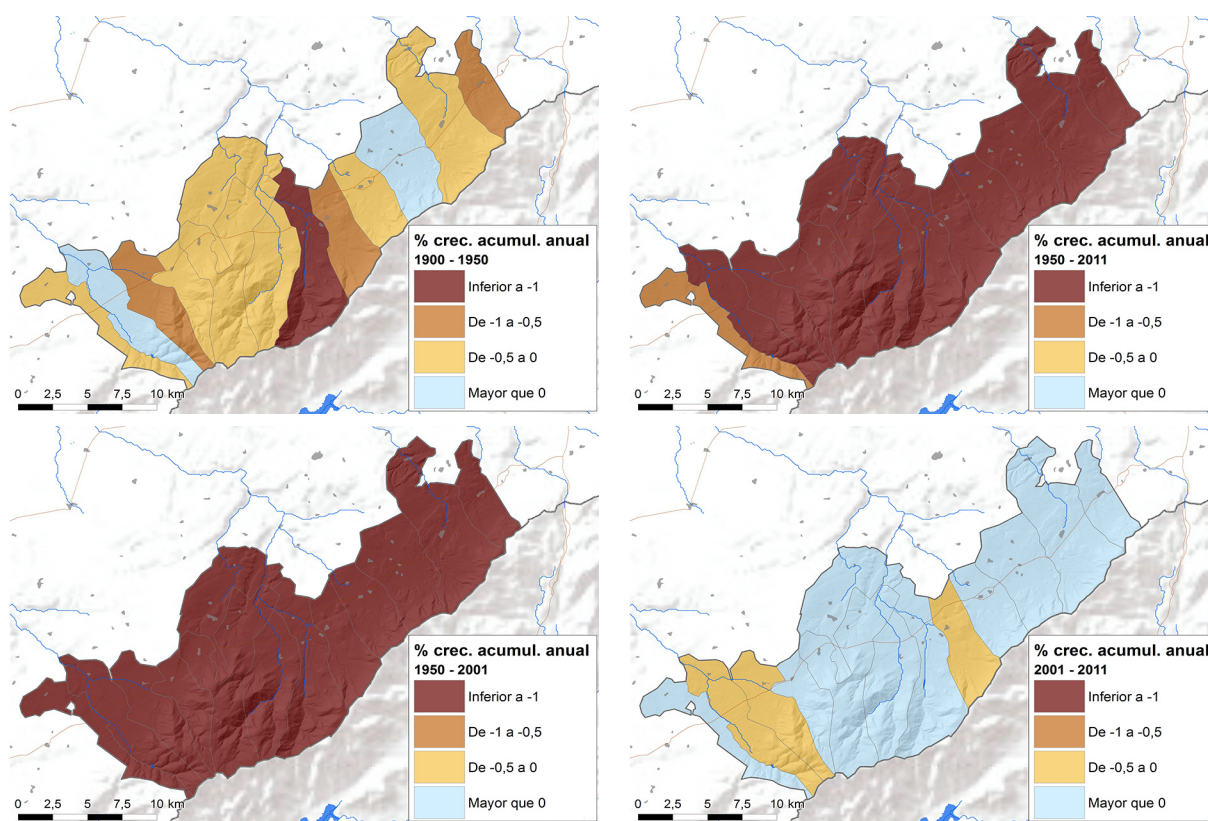 % crec. acumul. anual
1900 - 1950
Inferior a -1
De -1 a -0,5
De -0,5 a 0
Mayor que 0
0 2,5 5 7,5 10 km
% crec. acumul. anual
1950 - 2011
Inferior a -1
De -1 a -0,5
De -0,5 a 0
Mayor que 0
0 2,5 5 7,5 10 km
% crec. acumul. anual
1950 - 2001
Inferior a -1
De -1 a -0,5
De -0,5 a 0
Mayor que 0
0 2,5 5 7,5 10 km
% crec. acumul. anual
2001 - 2011
Inferior a -1
De -1 a -0,5
De -0,5 a 0
Mayor que 0
0 2,5 5 7,5 10 km